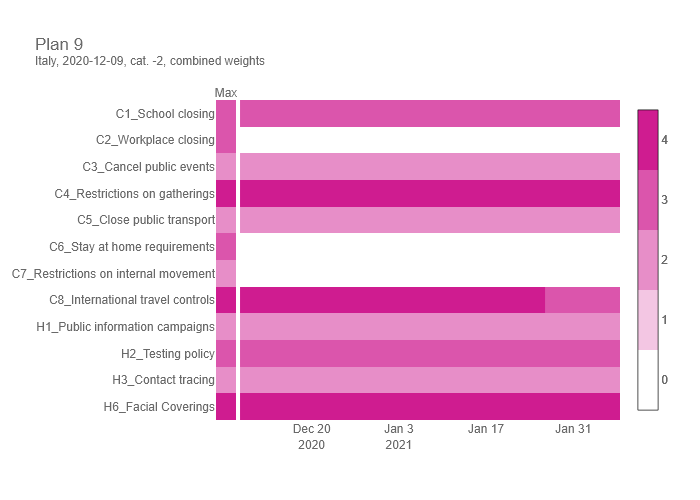 Plan 9
Italy, 2020-12-09, cat. -2, combined weights
Max
C1_School closing
C2_Workplace closing
C3_Cancel public events
C4_Restrictions on gatherings
C5_Close public transport
C6_Stay at home requirements
C7_Restrictions on internal movement
C8_International travel controls
H1_Public information campaigns
H2_Testing policy
H3_Contact tracing
H6_Facial Coverings
Dec 20 Jan 3 Jan 17 Jan 31
2020 2021
4
3
2
1
0